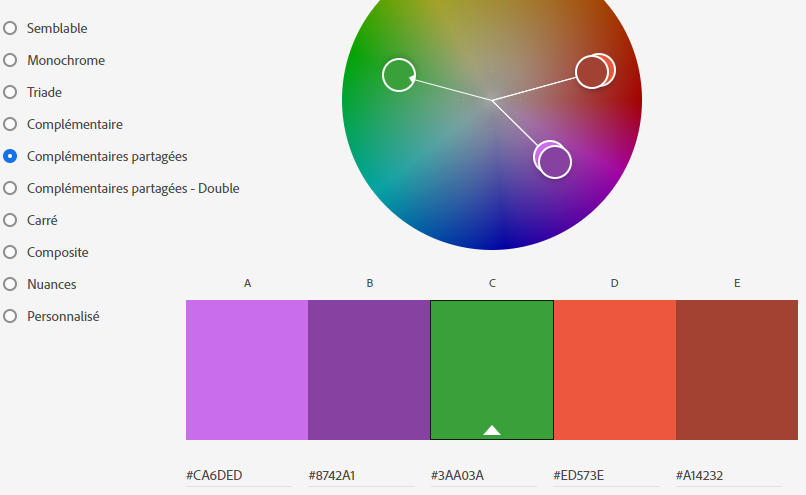 Semblable
Monochrome
Triade
Complémentaire
Complémentaires partagées
Complémentaires partagées - Double
Carré
Composite
Nuances
Personnalisé
A B C D E
#CA6DED #8742A1 #3AA03A #ED573E #A14232